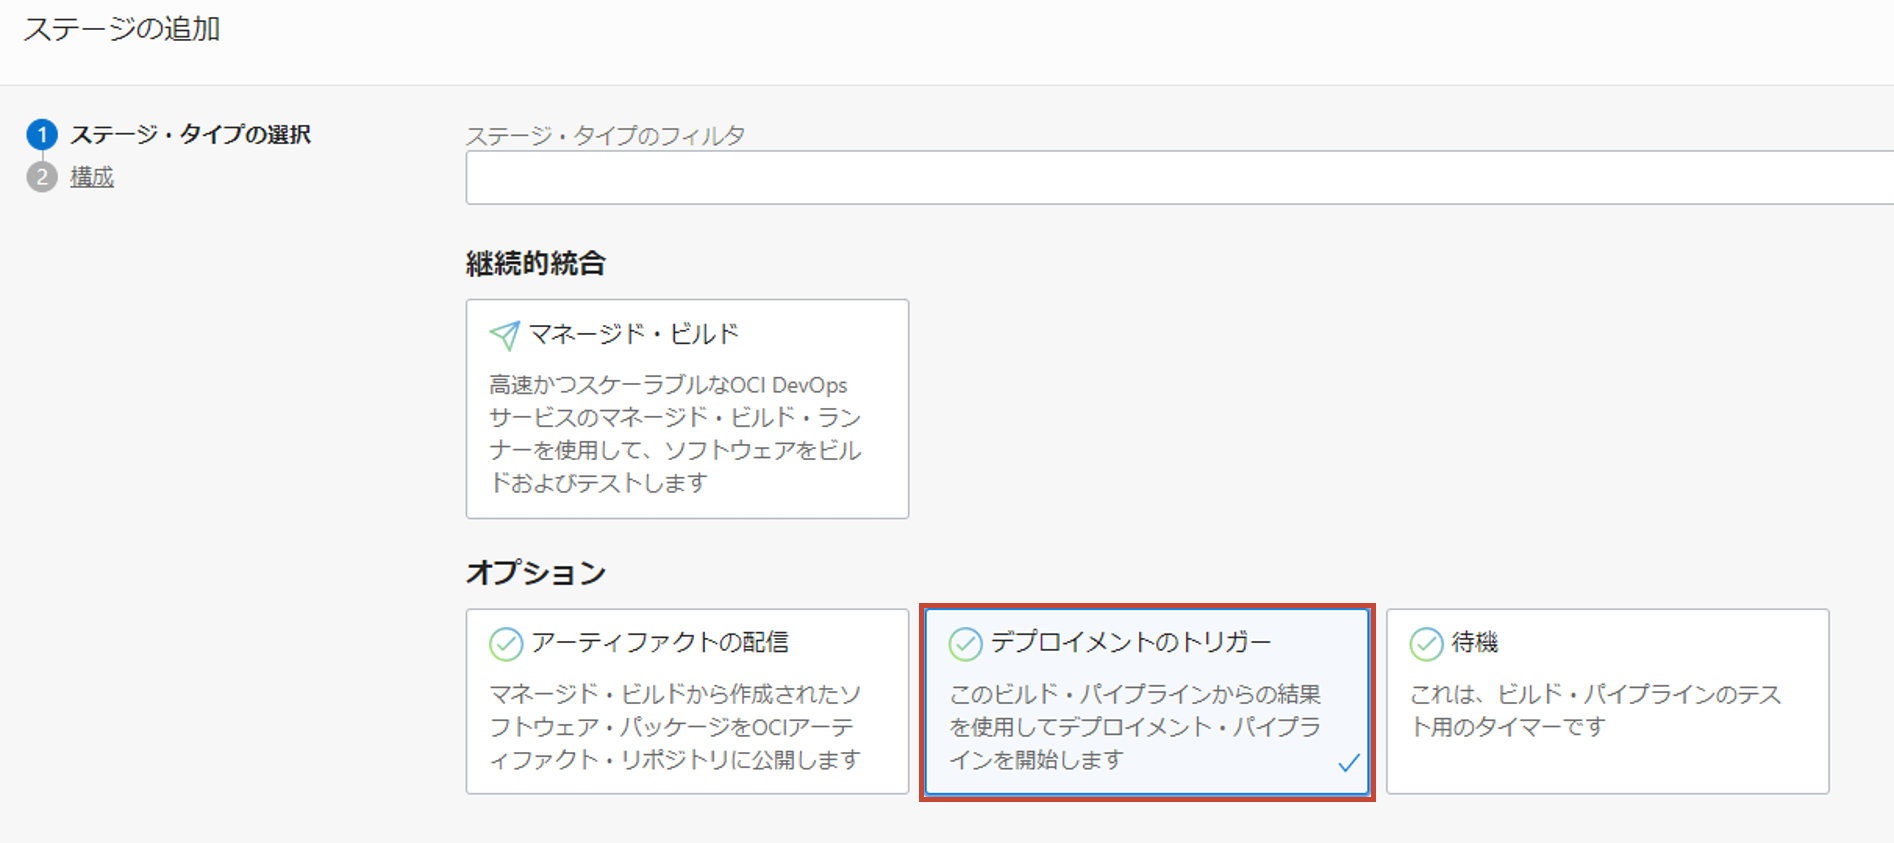 ステージの追加
1 ステージ・タイプの選択
2 構成
ステージ・タイプのフィルタ
継続的統合
マネージド・ビルド
高速かつスケーラブルなOCI DevOps
サービスのマネージド・ビルド・ラン
ナーを使用して、ソフトウェアをビル
ドおよびテストします
オプション
アーティファクトの配信
マネージド・ビルドから作成されたソ
フトウェア・パッケージをOCIアーテ
ィファクト・リポジトリに公開します
デプロイメントのトリガー
このビルド・パイプラインからの結果
を使用してデプロイメント・パイプラ
インを開始します
待機
これは、ビルド・パイプラインのテス
ト用のタイマーです